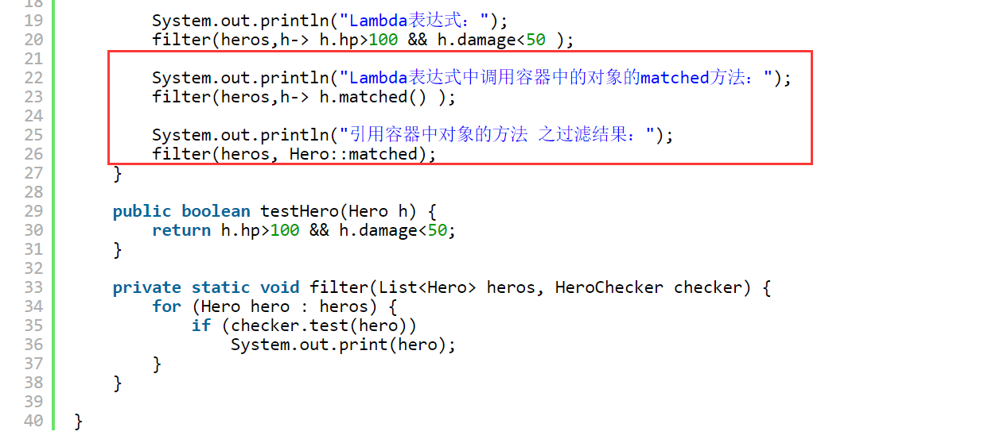 18
19 System.out.println("Lambda表达式：");
20 filter(heros,h-> h.hp>100 && h.damage<50 );
21
22 System.out.println("Lambda表达式中调用容器中的对象的matched方法：");
23 filter(heros,h-> h.matched() );
24
25 System.out.println("引用容器中对象的方法 之过滤结果：");
26 filter(heros, Hero::matched);
27 }
28
29 public boolean testHero(Hero h) {
30 return h.hp>100 && h.damage<50;
31 }
32
33 private static void filter(List<Hero> heros, HeroChecker checker) {
34 for (Hero hero : heros) {
35 if (checker.test(hero))
36 System.out.print(hero);
37 }
38 }
39
40 }